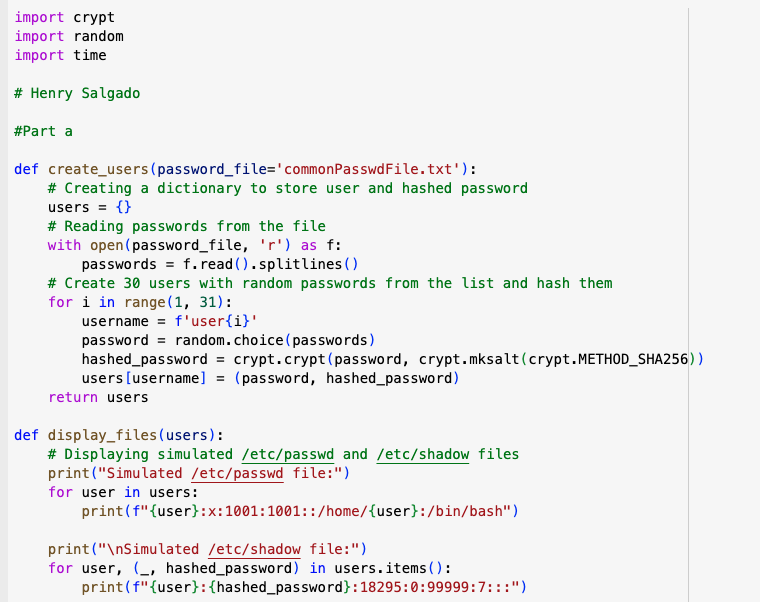 import crypt
import random
import time
# Henry Salgado
#Part a
def create_users(password_file='commonPasswdFile.txt'):
    # Creating a dictionary to store user and hashed password
    users = {}
    # Reading passwords from the file
    with open(password_file, 'r') as f:
        passwords = f.read().splitlines()
    # Create 30 users with random passwords from the list and hash them
    for i in range(1, 31):
        username = f'user{i}'
        password = random.choice(passwords)
        hashed_password = crypt.crypt(password, crypt.mksalt(crypt.METHOD_SHA256))
        users[username] = (password, hashed_password)
    return users
def display_files(users):
    # Displaying simulated /etc/passwd and /etc/shadow files
    print("Simulated /etc/passwd file:")
    for user in users:
        print(f"{user}:x:1001:1001::/home/{user}:/bin/bash")
    print("\nSimulated /etc/shadow file:")
    for user, (_, hashed_password) in users.items():
        print(f"{user}:{hashed_password}:18295:0:99999:7:::")